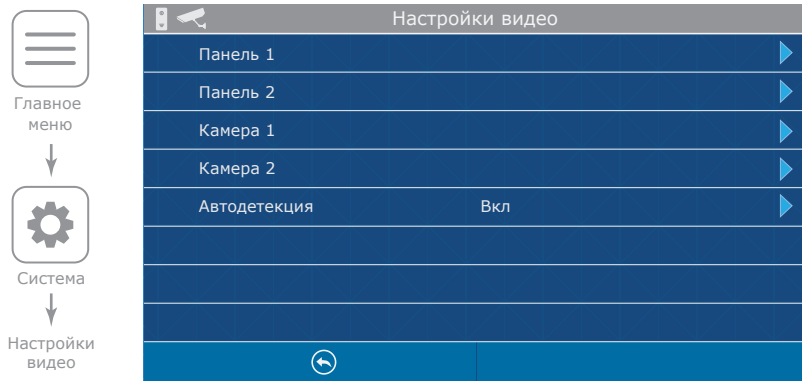 Главное
меню
Система
Настройки
видео
Настройки видео
Панель 1
Панель 2
Камера 1
Камера 2
Автодетекция Вкл